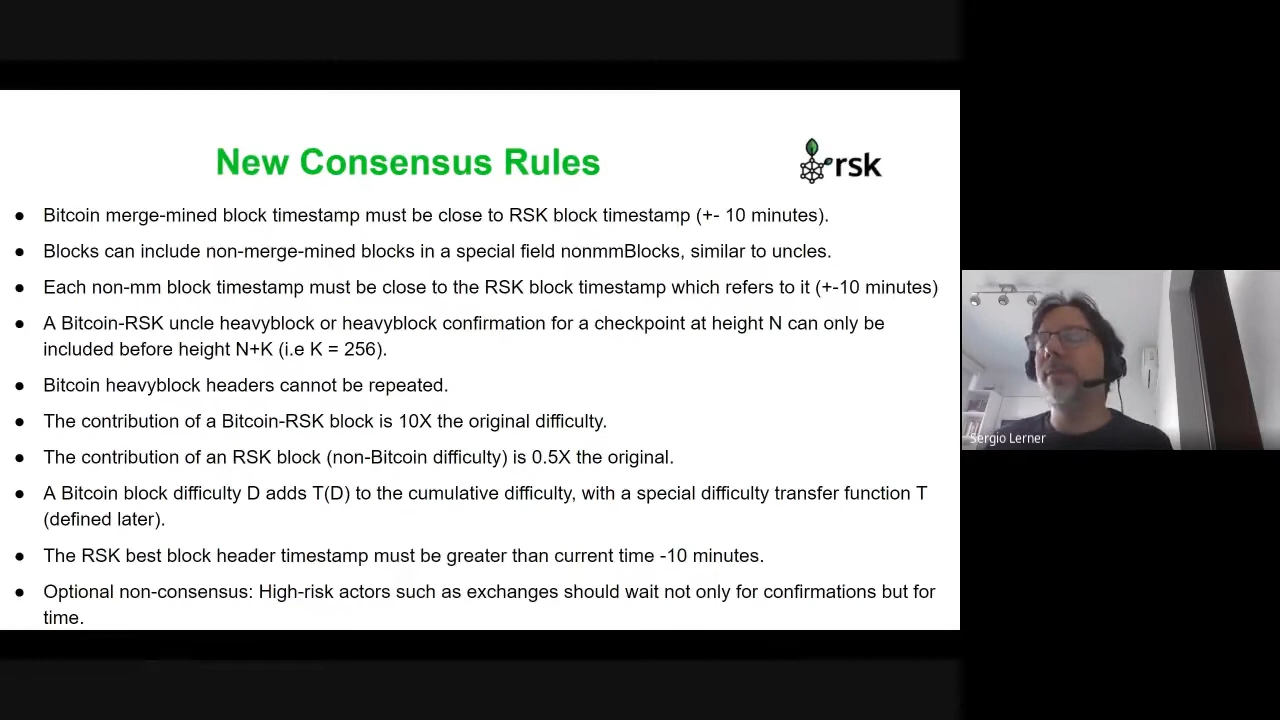 New Consensus Rules
rsk
● Bitcoin merge-mined block timestamp must be close to RSK block timestamp (+- 10 minutes).
● Blocks can include non-merge-mined blocks in a special field nonmmBlocks, similar to uncles.
● Each non-mm block timestamp must be close to the RSK block timestamp which refers to it (+-10 minutes)
● A Bitcoin-RSK uncle heavyblock or heavyblock confirmation for a checkpoint at height N can only be
included before height N+K (i.e K = 256).
● Bitcoin heavyblock headers cannot be repeated.
● The contribution of a Bitcoin-RSK block is 10X the original difficulty.
● The contribution of an RSK block (non-Bitcoin difficulty) is 0.5X the original.
● A Bitcoin block difficulty D adds T(D) to the cumulative difficulty, with a special difficulty transfer function T
(defined later).
● The RSK best block header timestamp must be greater than current time -10 minutes.
● Optional non-consensus: High-risk actors such as exchanges should wait not only for confirmations but for
time.
Sergio Lerner